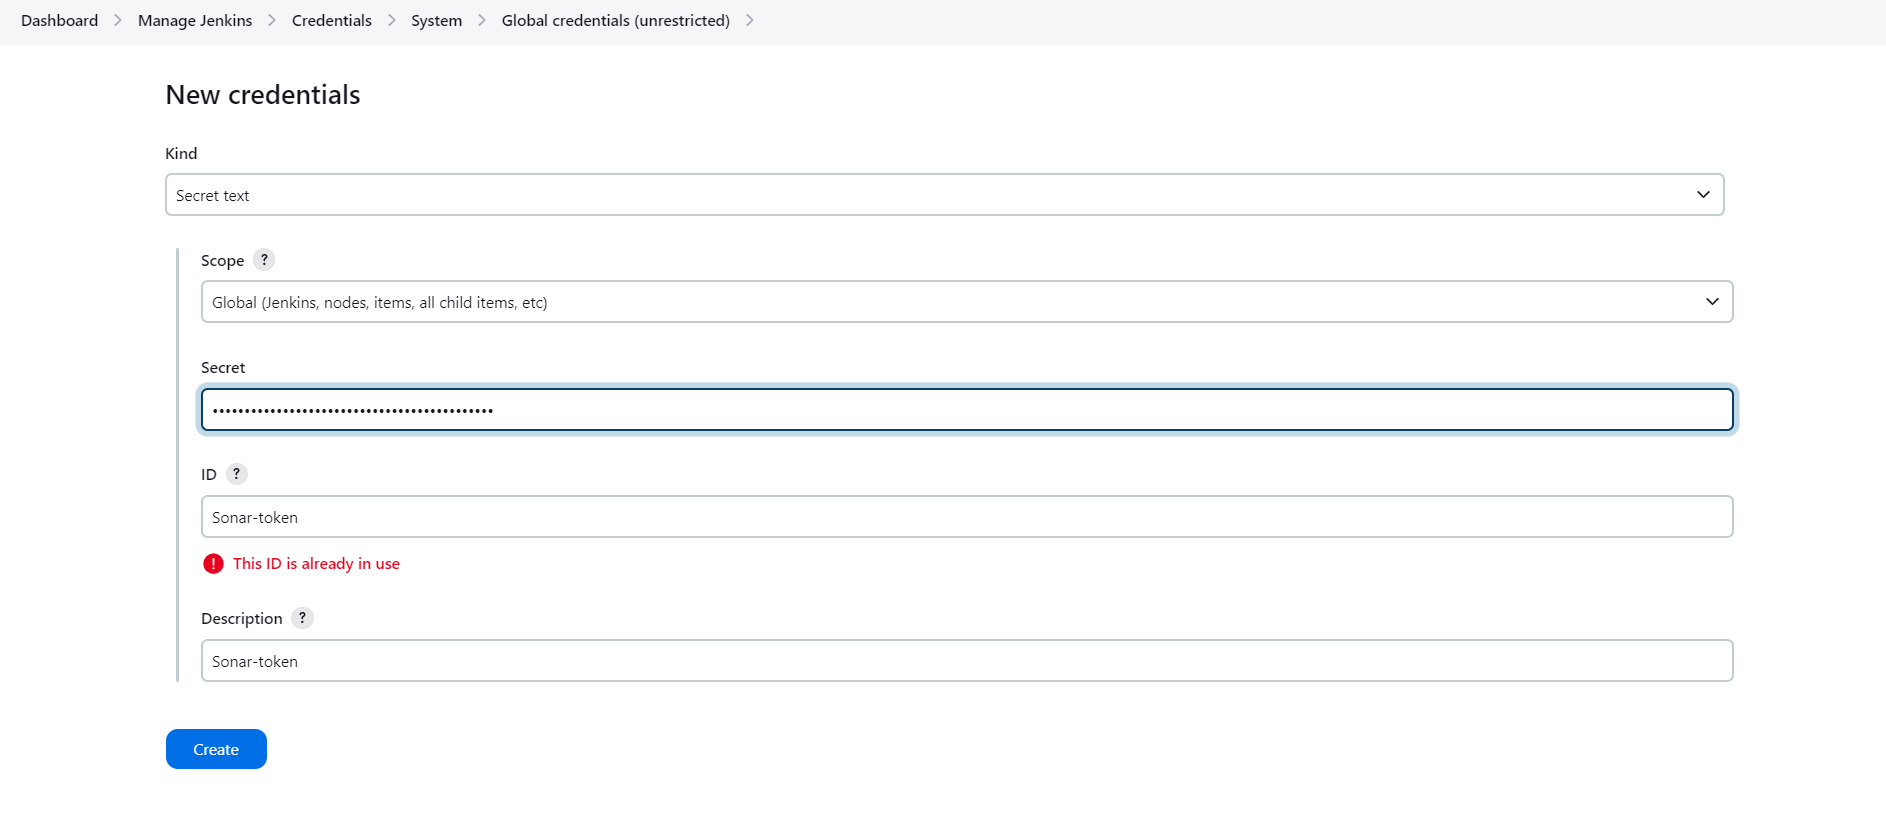 Dashboard > Manage Jenkins > Credentials > System > Global credentials (unrestricted) >
New credentials
Kind
Secret text
Scope ?
Global (Jenkins, nodes, items, all child items, etc)
Secret
••••••••••••••••••••••••••••••••••••••••••••
ID ?
Sonar-token
! This ID is already in use
Description ?
Sonar-token
Create